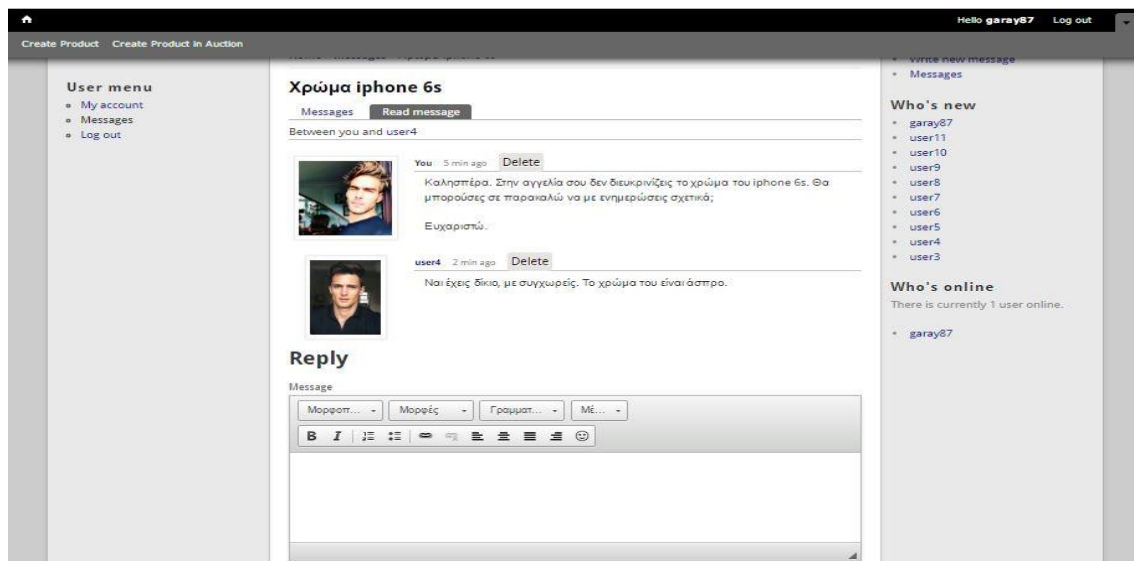 Hello garay87 Log out
Create Product Create Product in Auction
User menu
My account
Messages
Log out
Χρώμα iphone 6s
Messages Read message
Between you and user4
You 5 min ago Delete
Καλησπέρα. Στην αγγελία σου δεν διευκρινίζεις το χρώμα του iphone 6s. Θα
μπορούσες σε παρακαλώ να με ενημερώσεις σχετικά;
Ευχαριστώ.
user4 2 min ago Delete
Ναι έχεις δίκιο, με συγχωρείς. Το χρώμα του είναι άσπρο.
Reply
Message
Μορφοπ... Μορφές Γραμματ... Μέ...
B I
Write new message
Messages
Who's new
garay87
user11
user10
user9
user8
user7
user6
user5
user4
user3
Who's online
There is currently 1 user online.
garay87